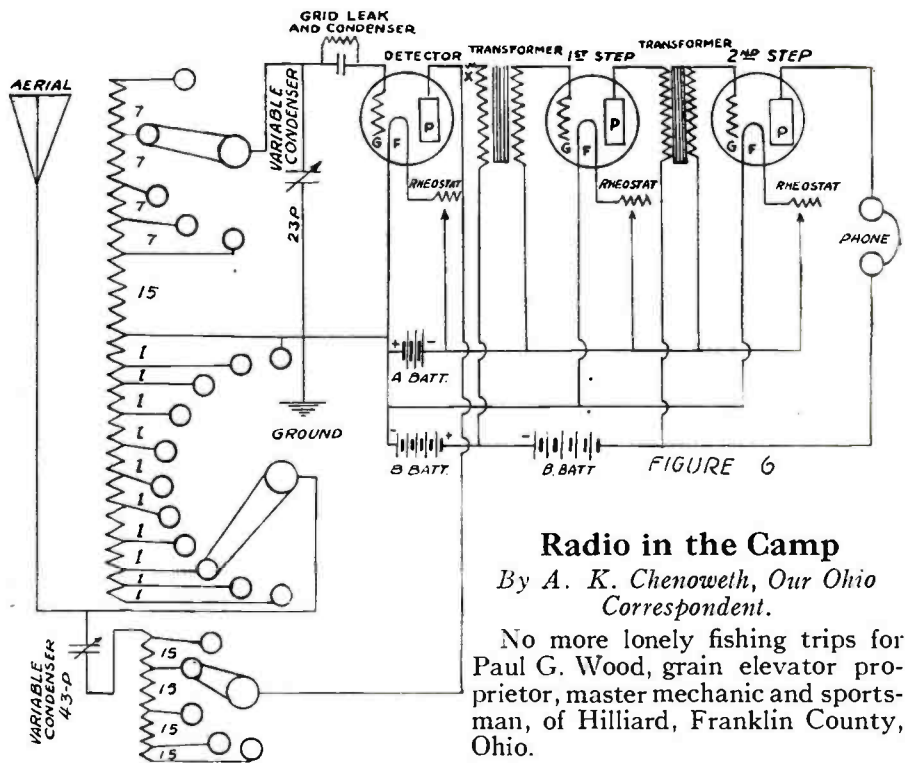 GRID LEAK
AND CONDENSER
DETECTOR
TRANSFORMER
1ST STEP
TRANSFORMER
2ND STEP
AERIAL
7
7
7
7
15
1
1
1
1
1
1
1
1
1
1
VARIABLE
CONDENSER
23P
X
G
F
P
RHEOSTAT
G
F
P
RHEOSTAT
G
F
P
RHEOSTAT
PHONE
+ -
A BATT.
GROUND
- +
B BATT
-
B. BATT
FIGURE 6
VARIABLE
CONDENSER
43-P
15
15
15
15
Radio in the Camp
By A. K. Chenoweth, Our Ohio
Correspondent.
No more lonely fishing trips for
Paul G. Wood, grain elevator pro-
prietor, master mechanic and sports-
man, of Hilliard, Franklin County,
Ohio.